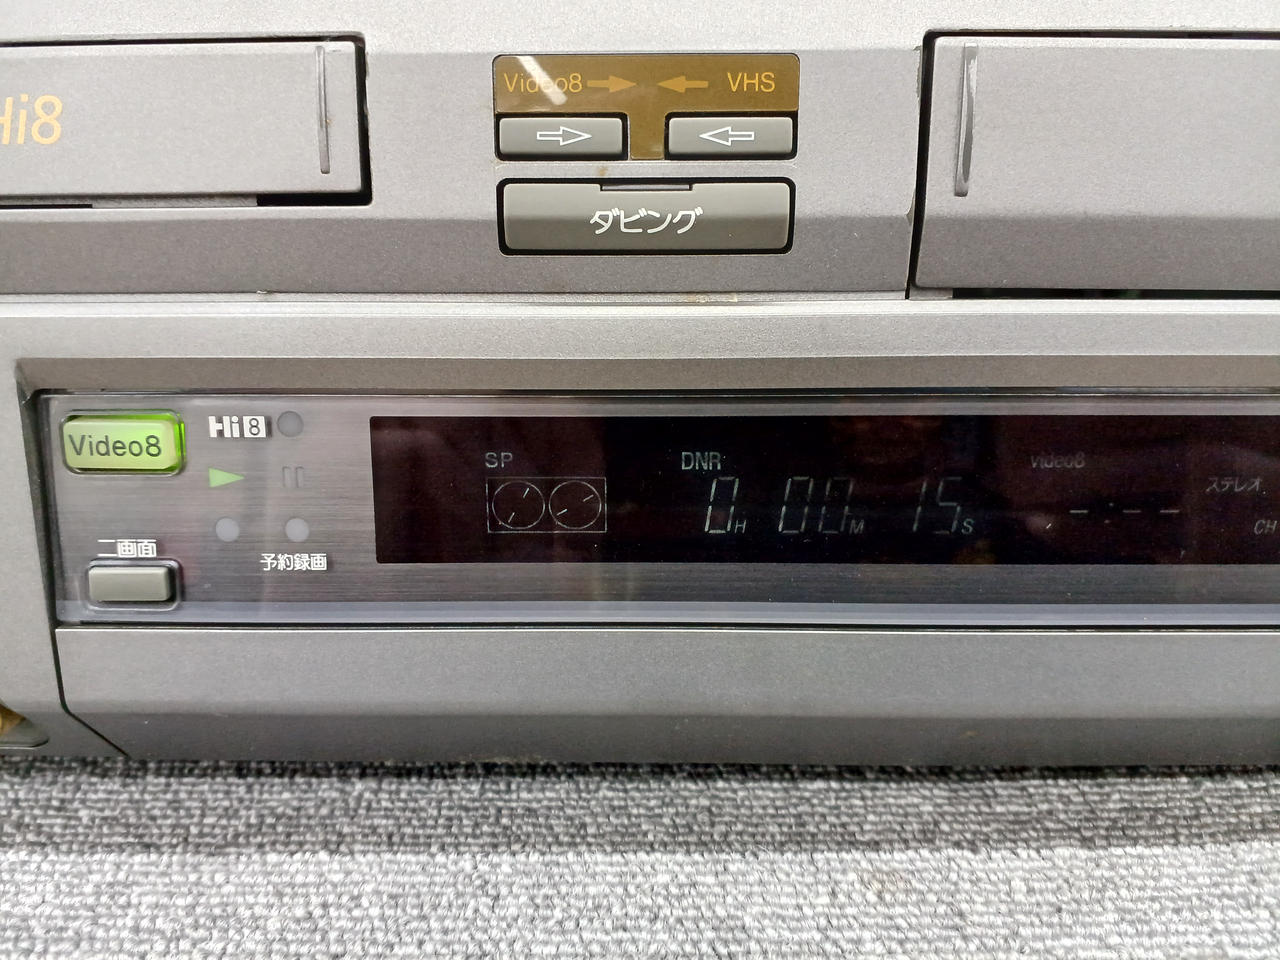 Hi8
Video8 VHS
ダビング
Video8
Hi8
二画面
予約録画
SP
DNR
0H 00M 15S
video8
- - : - -
ステレオ
CH